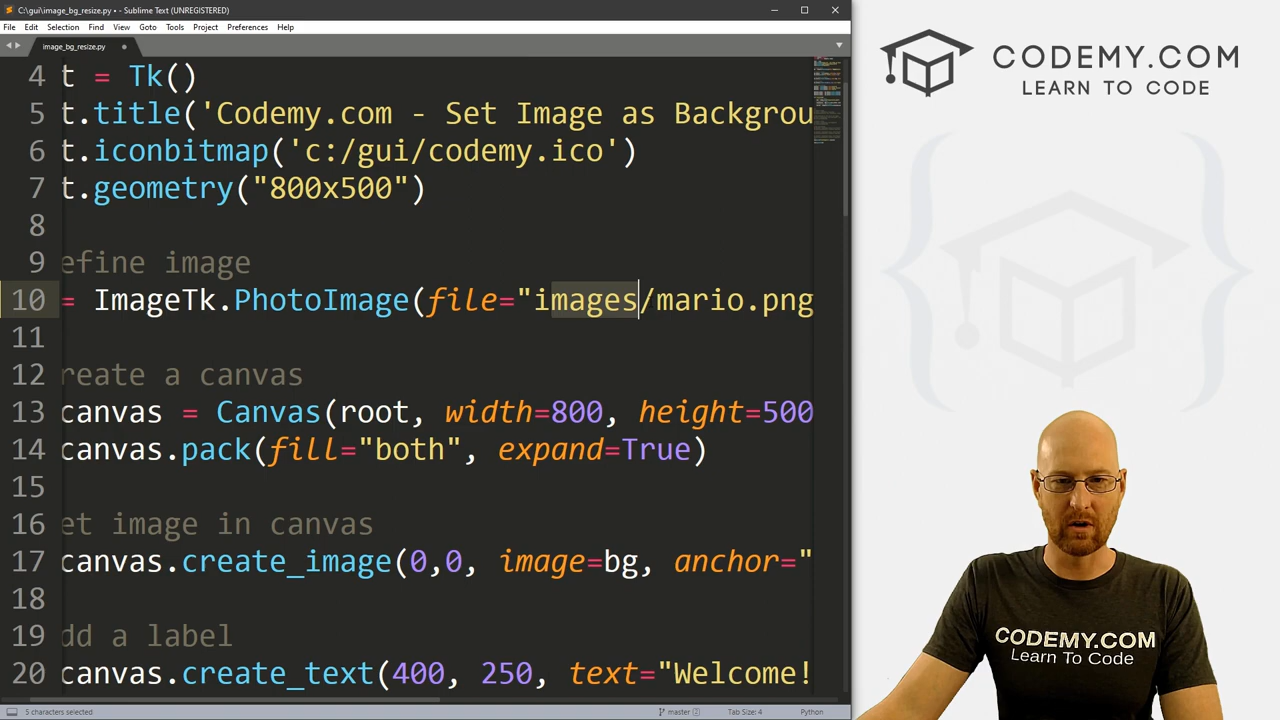 C:\gui\image_bg_resize.py • - Sublime Text (UNREGISTERED)
File Edit Selection Find View Goto Tools Project Preferences Help
image_bg_resize.py
4 t = Tk()
5 t.title('Codemy.com - Set Image as Backgrou
6 t.iconbitmap('c:/gui/codemy.ico')
7 t.geometry("800x500")
8
9 efine image
10 = ImageTk.PhotoImage(file="images/mario.png
11
12 reate a canvas
13 canvas = Canvas(root, width=800, height=500
14 canvas.pack(fill="both", expand=True)
15
16 et image in canvas
17 canvas.create_image(0,0, image=bg, anchor="
18
19 dd a label
20 canvas.create_text(400, 250, text="Welcome!
5 characters selected
master 2
Tab Size: 4
Python
CODEMY.COM
LEARN TO CODE
CODEMY.COM
Learn To Code